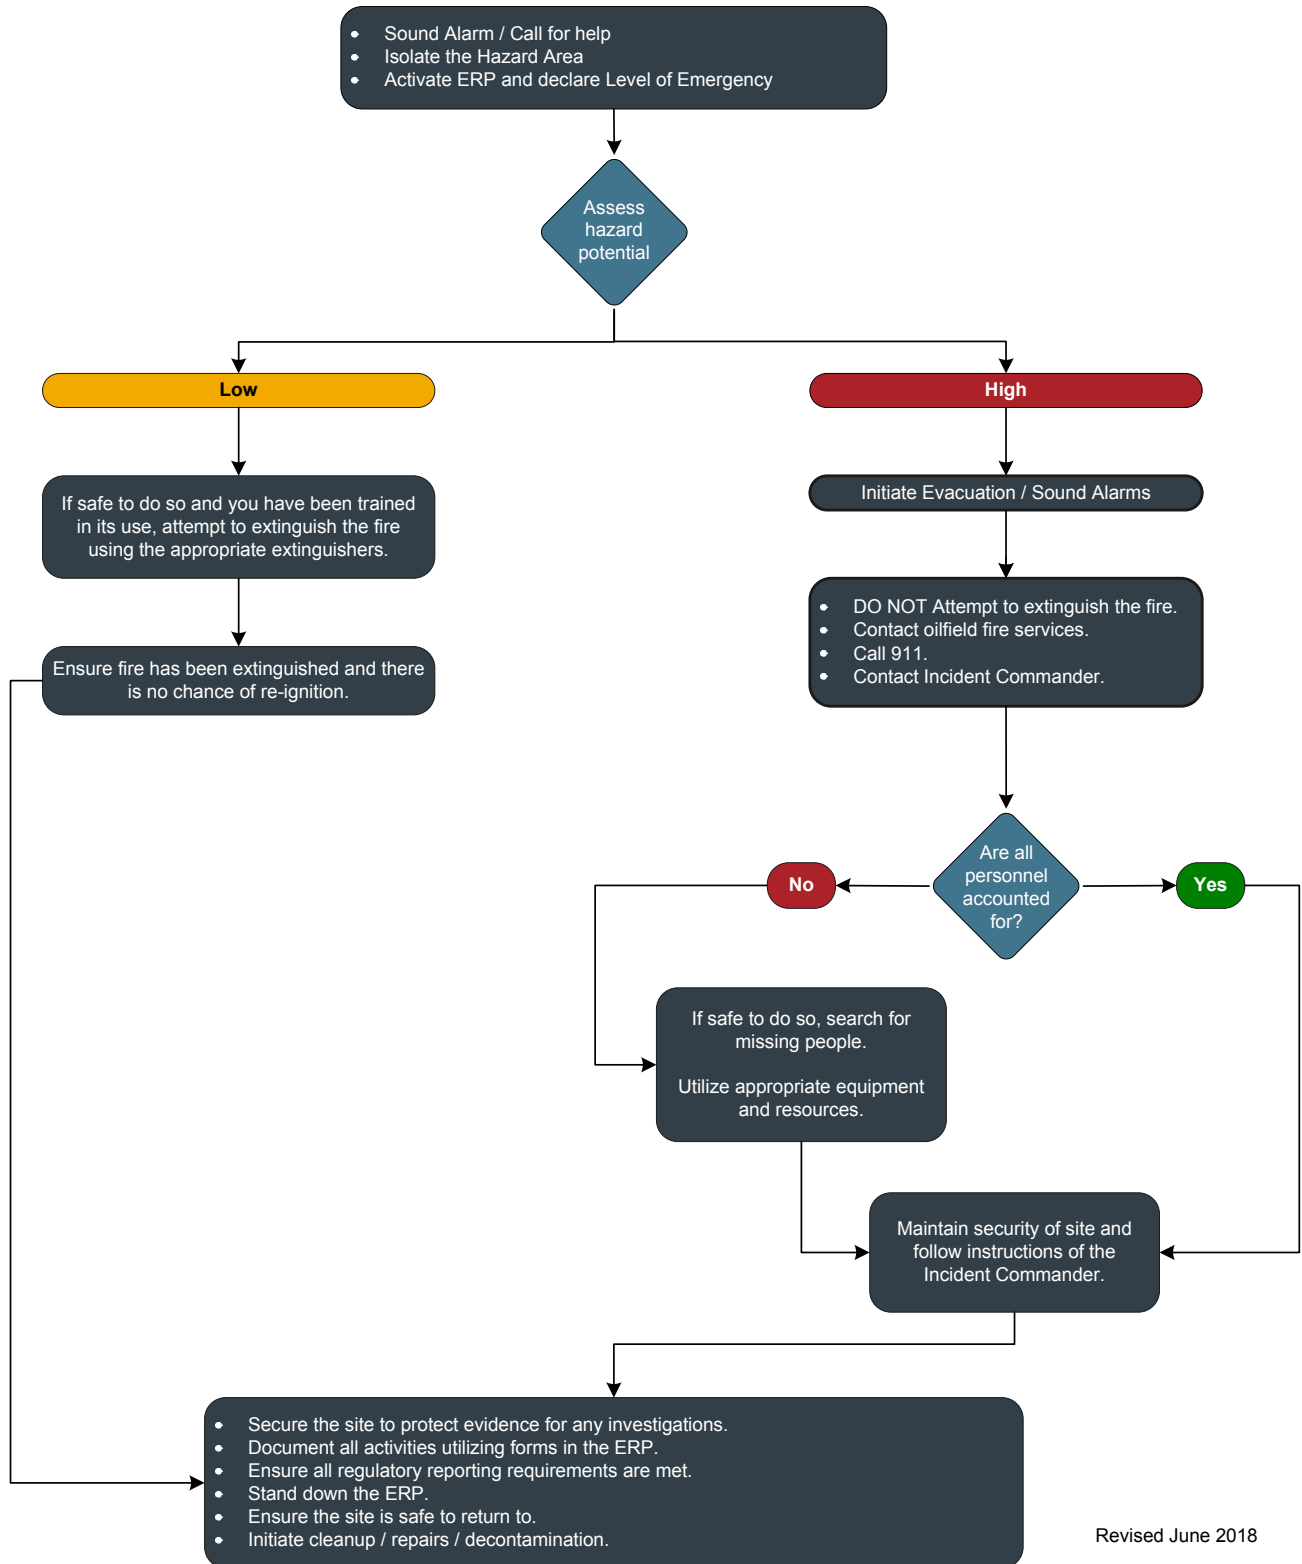 • Sound Alarm / Call for help
• Isolate the Hazard Area
• Activate ERP and declare Level of Emergency
Assess
hazard
potential
Low
High
If safe to do so and you have been trained
in its use, attempt to extinguish the fire
using the appropriate extinguishers.
Initiate Evacuation / Sound Alarms
• DO NOT Attempt to extinguish the fire.
• Contact oilfield fire services.
• Call 911.
• Contact Incident Commander.
Ensure fire has been extinguished and there
is no chance of re-ignition.
Are all
personnel
accounted
for?
No
Yes
If safe to do so, search for
missing people.
Utilize appropriate equipment
and resources.
Maintain security of site and
follow instructions of the
Incident Commander.
• Secure the site to protect evidence for any investigations.
• Document all activities utilizing forms in the ERP.
• Ensure all regulatory reporting requirements are met.
• Stand down the ERP.
• Ensure the site is safe to return to.
• Initiate cleanup / repairs / decontamination.
Revised June 2018